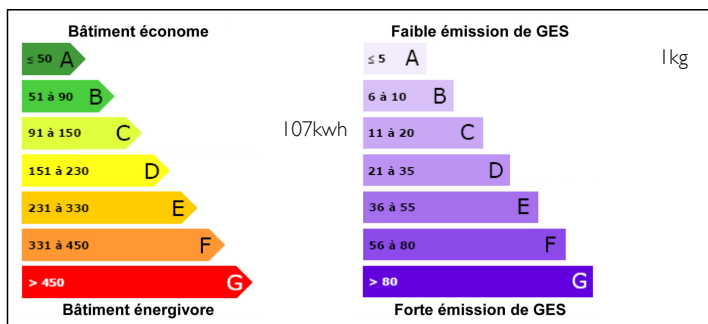 Bâtiment économe
≤ 50 A
51 à 90 B
91 à 150 C
107kwh
151 à 230 D
231 à 330 E
331 à 450 F
> 450 G
Bâtiment énergivore
Faible émission de GES
≤ 5 A
1kg
6 à 10 B
11 à 20 C
21 à 35 D
36 à 55 E
56 à 80 F
> 80 G
Forte émission de GES